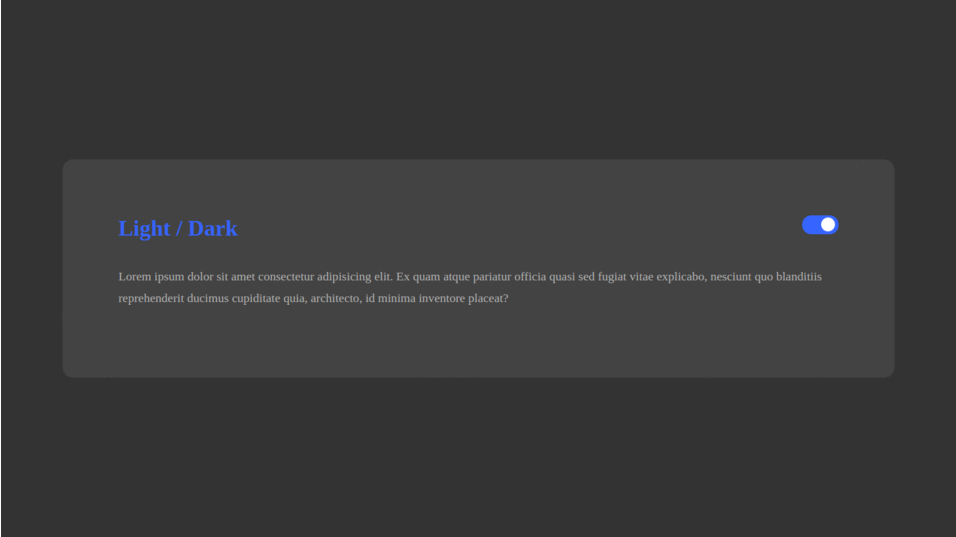 Light / Dark
Lorem ipsum dolor sit amet consectetur adipisicing elit. Ex quam atque pariatur officia quasi sed fugiat vitae explicabo, nesciunt quo blanditiis
reprehenderit ducimus cupiditate quia, architecto, id minima inventore placeat?